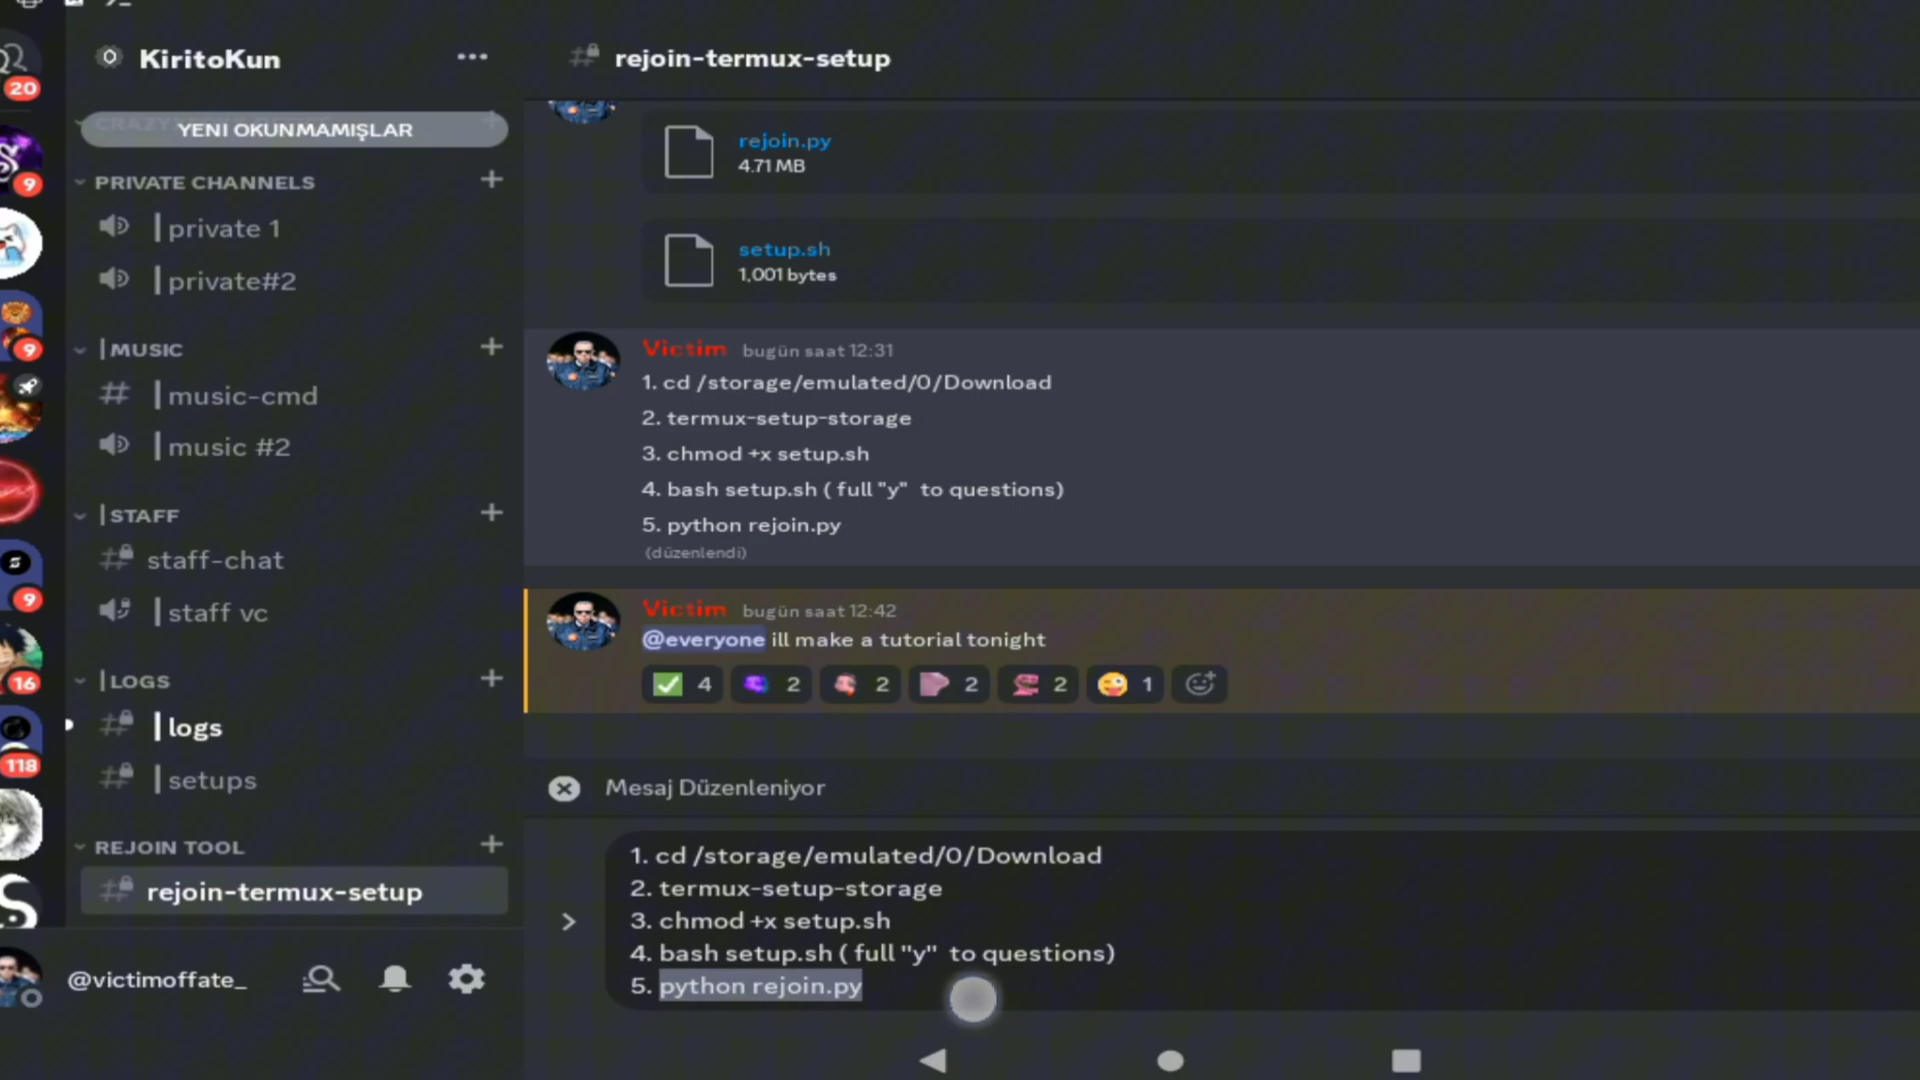 KiritoKun
YENI OKUNMAMIŞLAR
PRIVATE CHANNELS
private 1
private#2
MUSIC
music-cmd
music #2
STAFF
staff-chat
staff vc
LOGS
logs
setups
REJOIN TOOL
rejoin-termux-setup
@victimoffate_
20
9
9
9
16
118
rejoin-termux-setup
rejoin.py
4.71 MB
setup.sh
1,001 bytes
Victim bugün saat 12:31
1. cd /storage/emulated/0/Download
2. termux-setup-storage
3. chmod +x setup.sh
4. bash setup.sh ( full "y" to questions)
5. python rejoin.py
(düzenlendi)
Victim bugün saat 12:42
@everyone ill make a tutorial tonight
4 2 2 2 2 1
Mesaj Düzenleniyor
1. cd /storage/emulated/0/Download
2. termux-setup-storage
3. chmod +x setup.sh
4. bash setup.sh ( full "y" to questions)
5. python rejoin.py